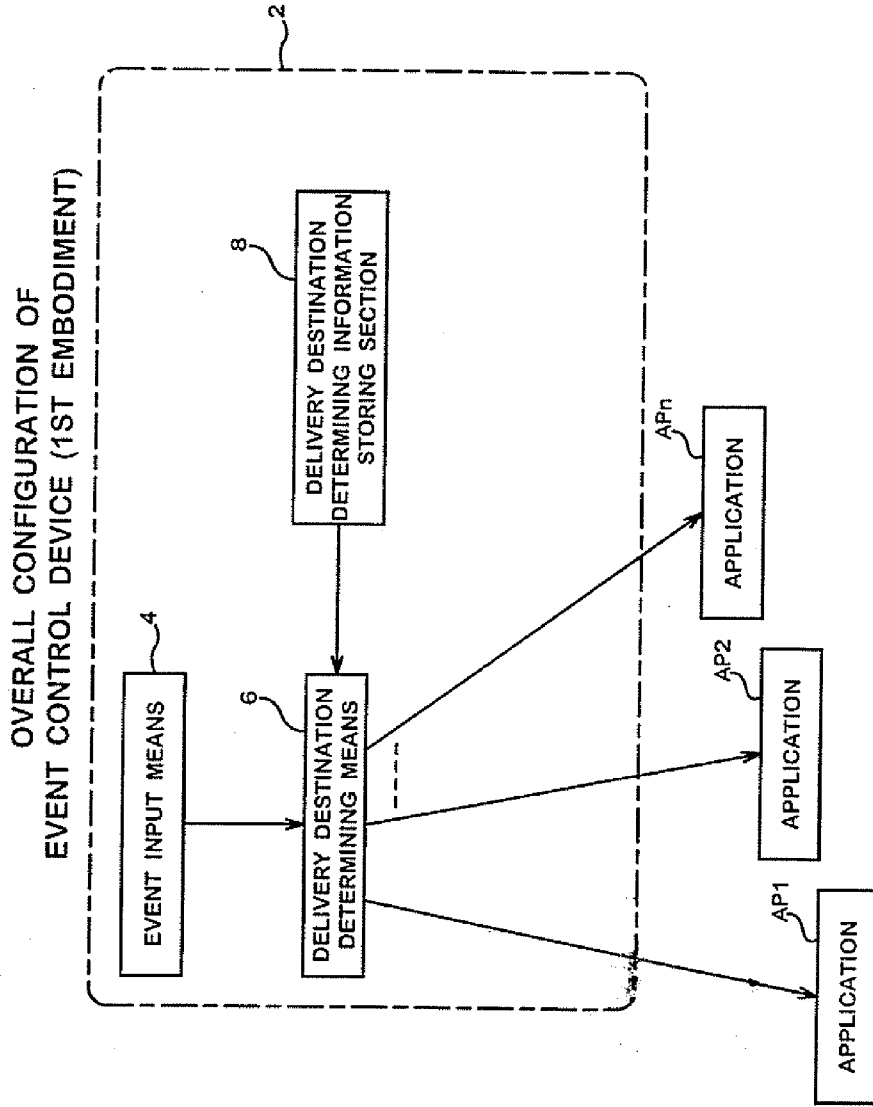 OVERALL CONFIGURATION OF
EVENT CONTROL DEVICE (1ST EMBODIMENT)
2
4
EVENT INPUT MEANS
6
DELIVERY DESTINATION
DETERMINING MEANS
8
DELIVERY DESTINATION
DETERMINING INFORMATION
STORING SECTION
AP1
APPLICATION
AP2
APPLICATION
APn
APPLICATION